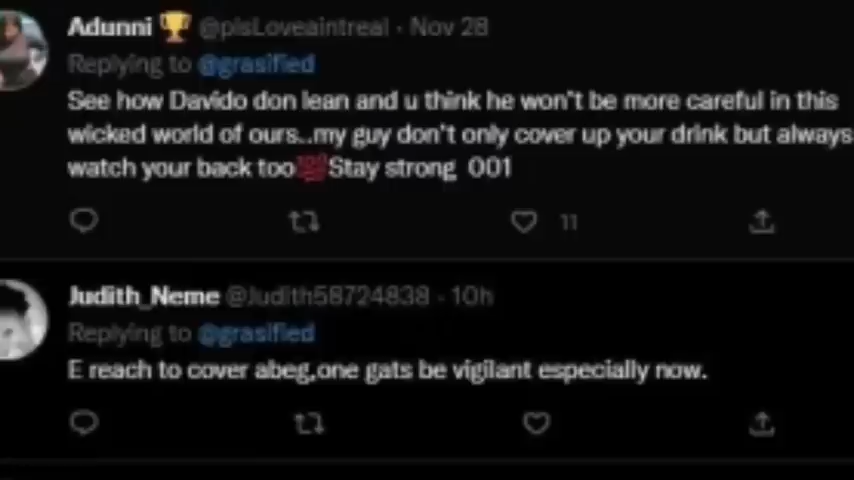 Adunni 🏆 @plsLoveaintreal · Nov 28
Replying to @grasified
See how Davido don lean and u think he won't be more careful in this
wicked world of ours..my guy don't only cover up your drink but always
watch your back too💯Stay strong 001
11
Judith_Neme @Judith58724838 · 10h
Replying to @grasified
E reach to cover abeg,one gats be vigilant especially now.